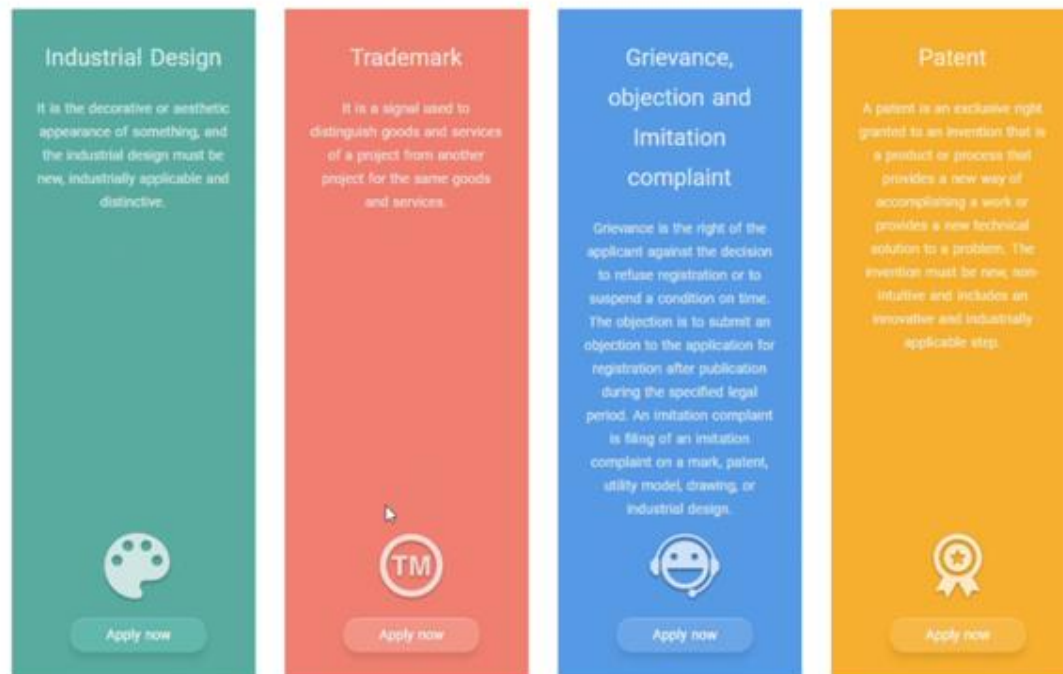 Industrial Design
It is the decorative or aesthetic
appearance of something, and
the industrial design must be
new, industrially applicable and
distinctive.
Apply now
Trademark
It is a signal used to
distinguish goods and services
of a project from another
project for the same goods
and services.
TM
Apply now
Grievance,
objection and
Imitation
complaint
Grievance is the right of the
applicant against the decision
to refuse registration or to
suspend a condition on time.
The objection is to submit an
objection to the application for
registration after publication
during the specified legal
period. An imitation complaint
is filing of an imitation
complaint on a mark, patent,
utility model, drawing, or
industrial design.
Apply now
Patent
A patent is an exclusive right
granted to an invention that is
a product or process that
provides a new way of
accomplishing a work or
provides a new technical
solution to a problem. The
invention must be new, non-
intuitive and includes an
innovative and industrially
applicable step.
Apply now